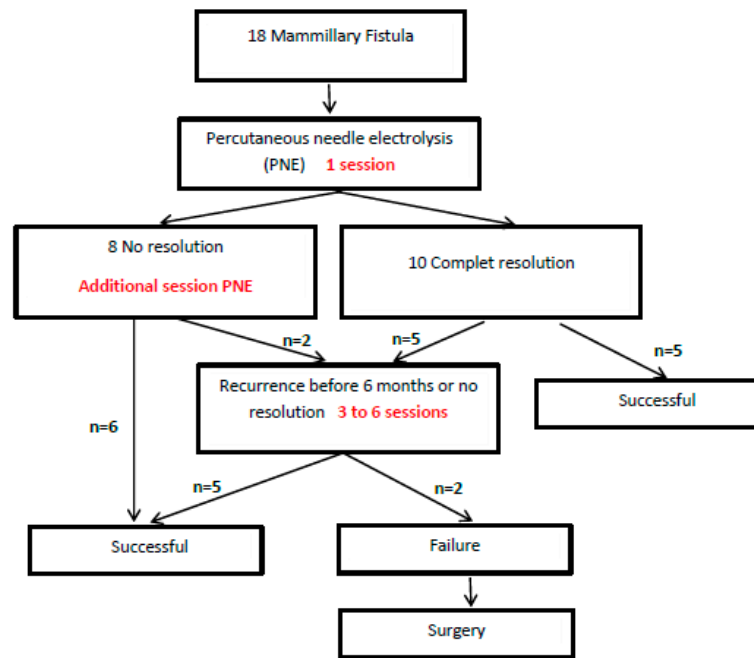 18 Mammillary Fistula
Percutaneous needle electrolysis
(PNE) 1 session
8 No resolution
Additional session PNE
10 Complet resolution
n=2
n=5
n=5
Recurrence before 6 months or no
resolution 3 to 6 sessions
Successful
n=6
n=5
n=2
Successful
Failure
Surgery